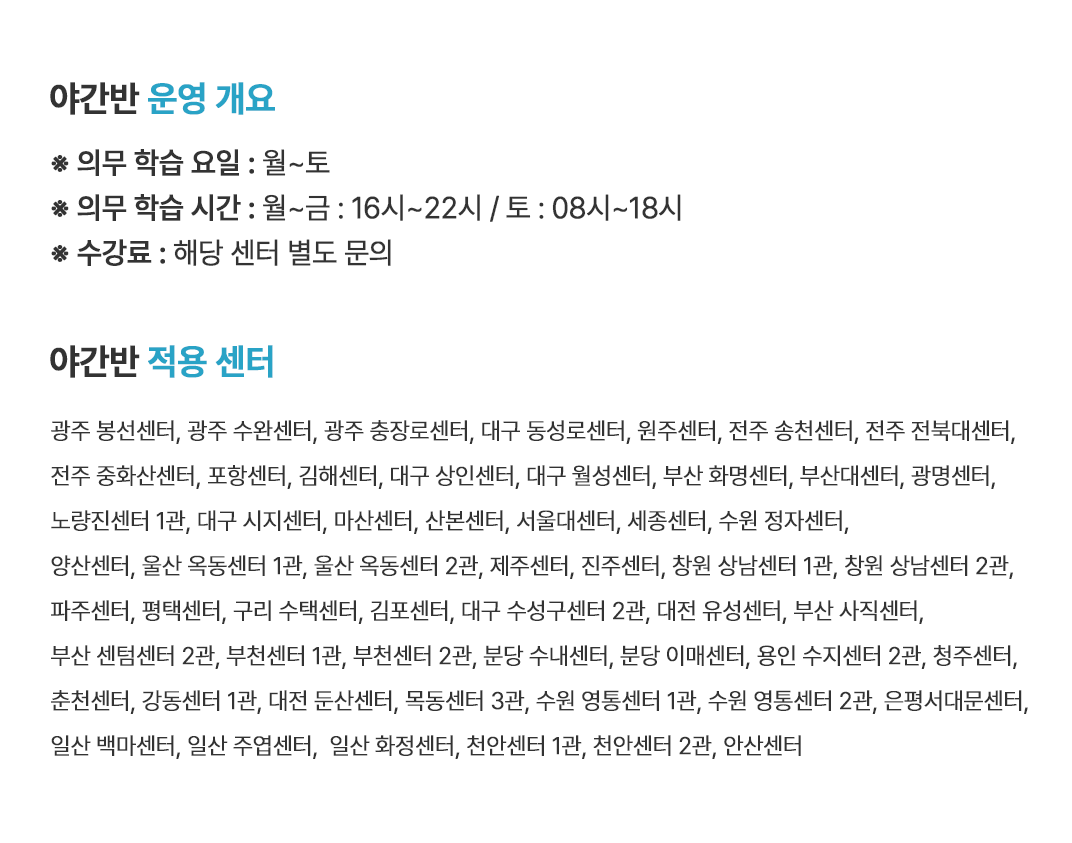 야간반 운영 개요
※ 의무 학습 요일 : 월~토
※ 의무 학습 시간 : 월~금 : 16시~22시 / 토 : 08시~18시
※ 수강료 : 해당 센터 별도 문의
야간반 적용 센터
광주 봉선센터, 광주 수완센터, 광주 충장로센터, 대구 동성로센터, 원주센터, 전주 송천센터, 전주 전북대센터,
전주 중화산센터, 포항센터, 김해센터, 대구 상인센터, 대구 월성센터, 부산 화명센터, 부산대센터, 광명센터,
노량진센터 1관, 대구 시지센터, 마산센터, 산본센터, 서울대센터, 세종센터, 수원 정자센터,
양산센터, 울산 옥동센터 1관, 울산 옥동센터 2관, 제주센터, 진주센터, 창원 상남센터 1관, 창원 상남센터 2관,
파주센터, 평택센터, 구리 수택센터, 김포센터, 대구 수성구센터 2관, 대전 유성센터, 부산 사직센터,
부산 센텀센터 2관, 부천센터 1관, 부천센터 2관, 분당 수내센터, 분당 이매센터, 용인 수지센터 2관, 청주센터,
춘천센터, 강동센터 1관, 대전 둔산센터, 목동센터 3관, 수원 영통센터 1관, 수원 영통센터 2관, 은평서대문센터,
일산 백마센터, 일산 주엽센터,  일산 화정센터, 천안센터 1관, 천안센터 2관, 안산센터